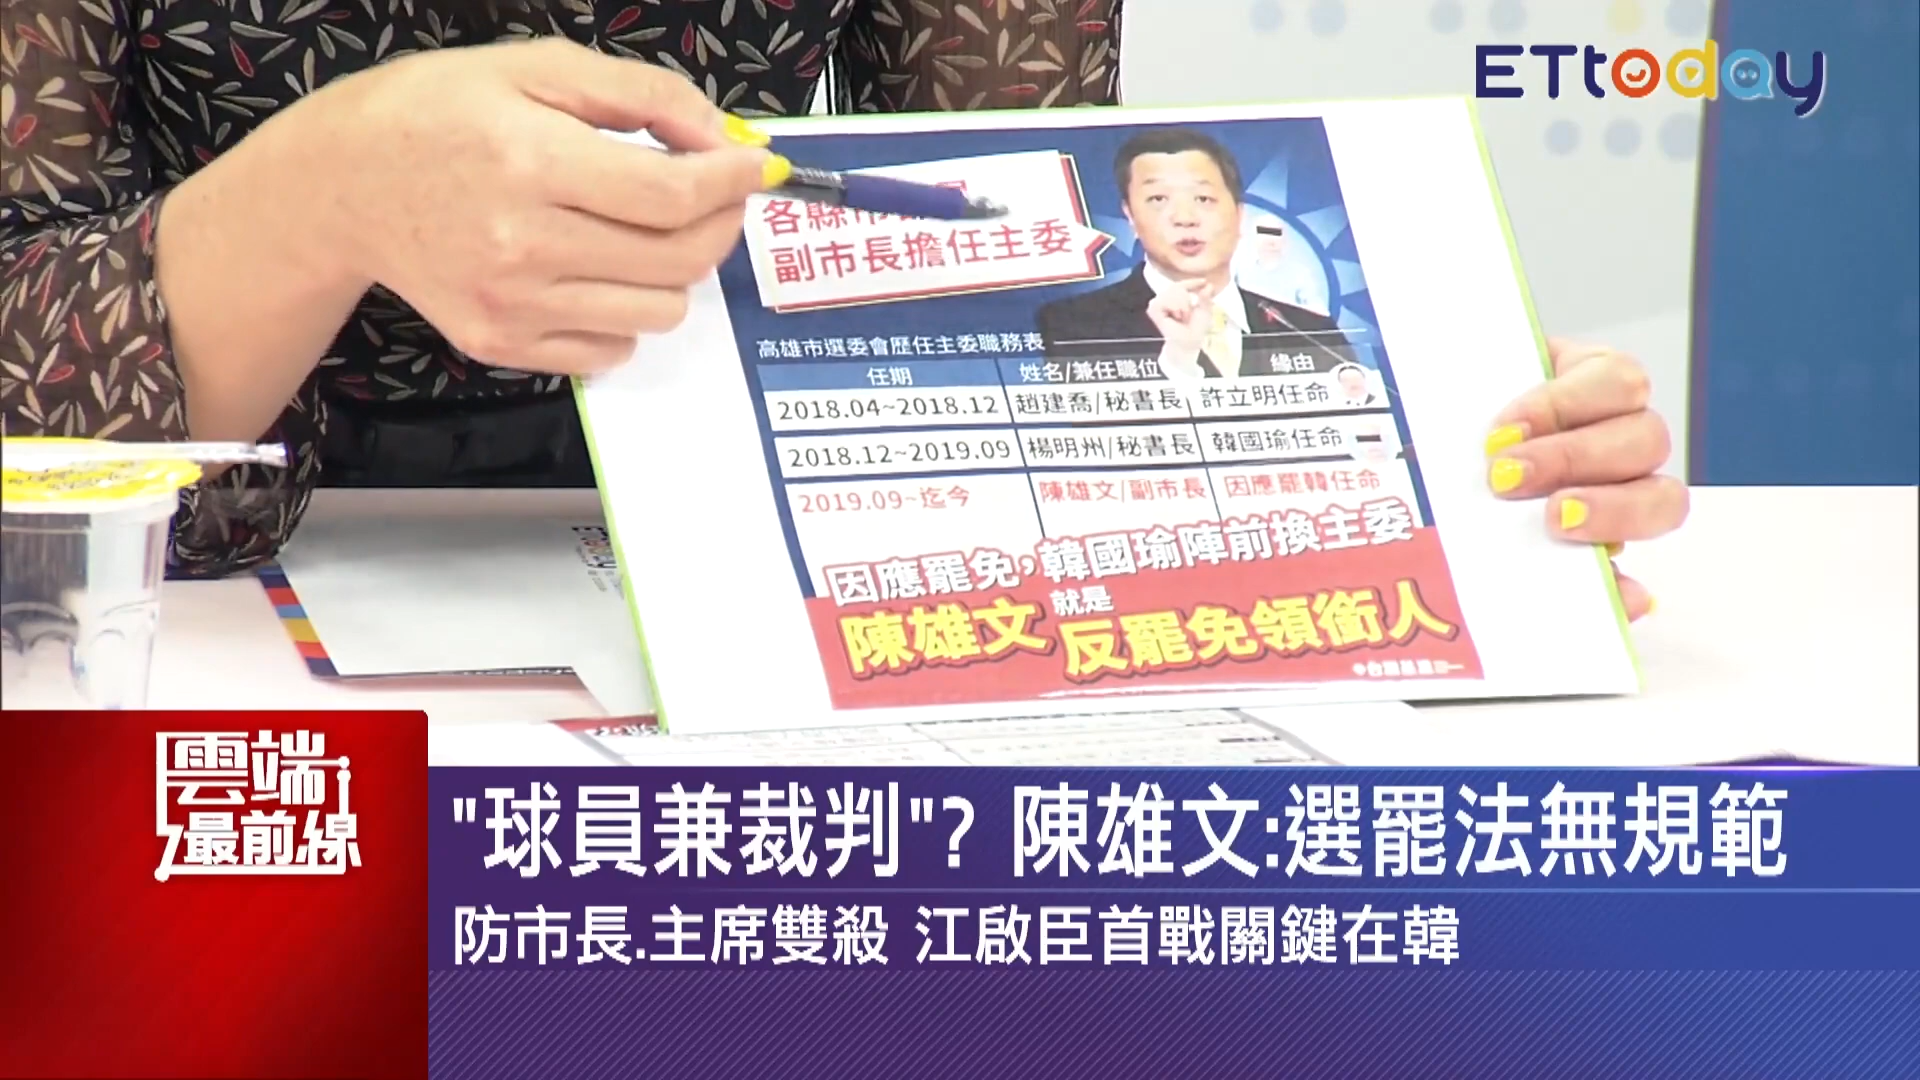 ETtoday
各縣市
副市長擔任主委
高雄市選委會歷任主委職務表
任期 姓名/兼任職位 緣由
2018.04~2018.12 趙建喬/秘書長 許立明任命
2018.12~2019.09 楊明州/秘書長 韓國瑜任命
2019.09~迄今 陳雄文/副市長 因應罷韓任命
因應罷免,韓國瑜陣前換主委
陳雄文就是反罷免領銜人
雲端
最前線
"球員兼裁判"? 陳雄文:選罷法無規範
防市長.主席雙殺 江啟臣首戰關鍵在韓